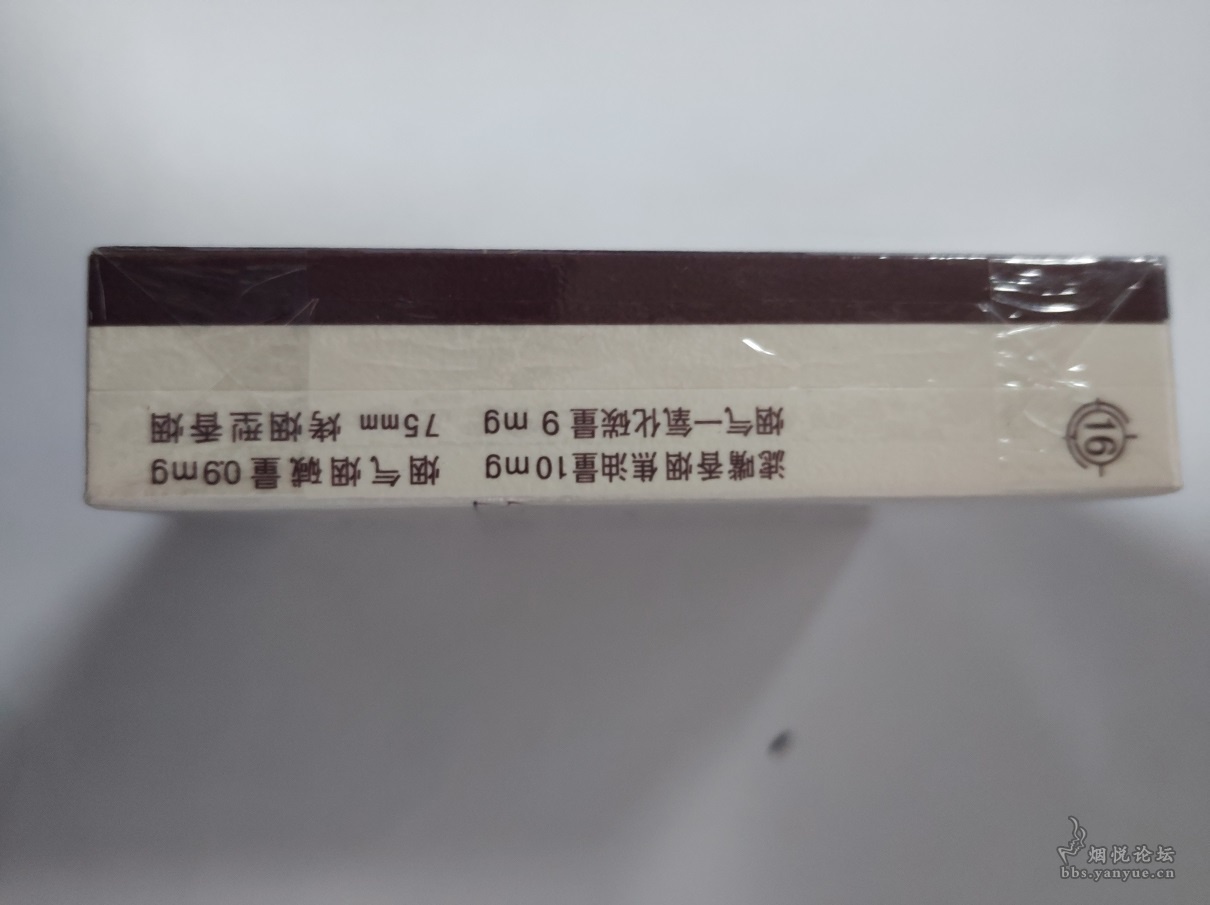 16
滤嘴香烟焦油量10mg 烟气烟碱量0.9mg
烟气一氧化碳量9mg 75mm 烤烟型香烟
烟悦论坛
bbs.yanyue.cn